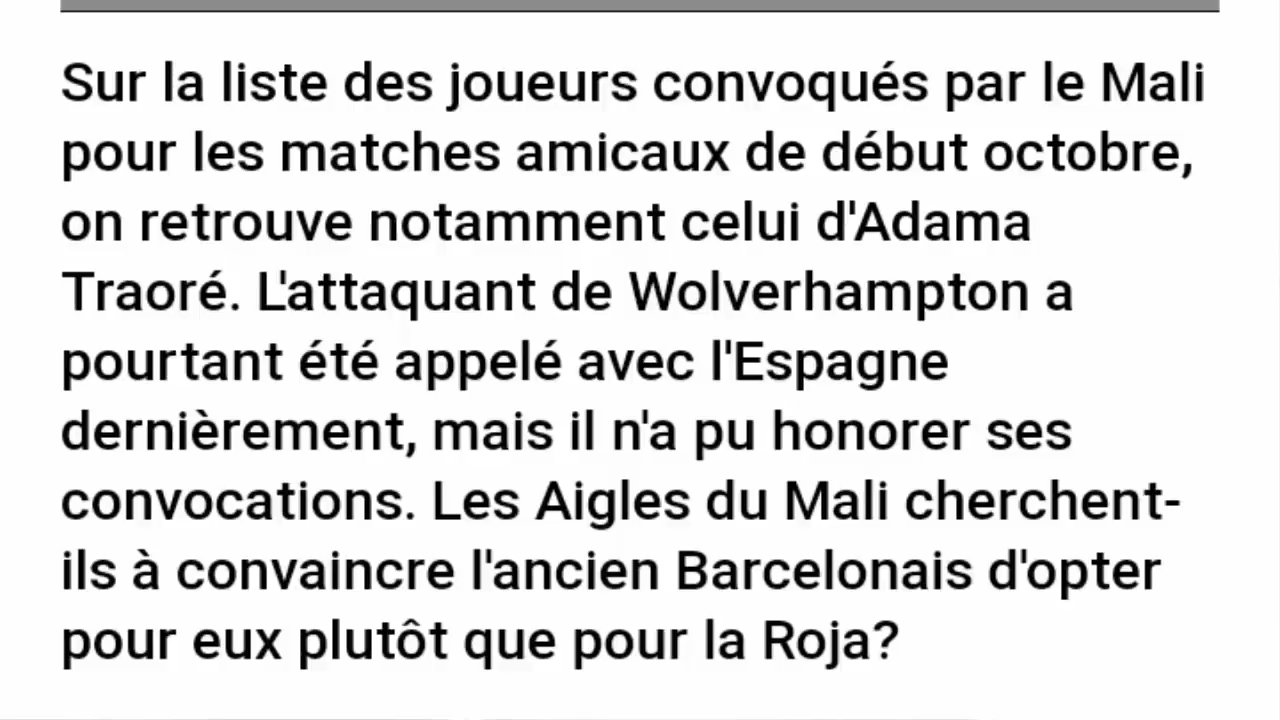 Sur la liste des joueurs convoqués par le Mali
pour les matches amicaux de début octobre,
on retrouve notamment celui d'Adama
Traoré. L'attaquant de Wolverhampton a
pourtant été appelé avec l'Espagne
dernièrement, mais il n'a pu honorer ses
convocations. Les Aigles du Mali cherchent-
ils à convaincre l'ancien Barcelonais d'opter
pour eux plutôt que pour la Roja?